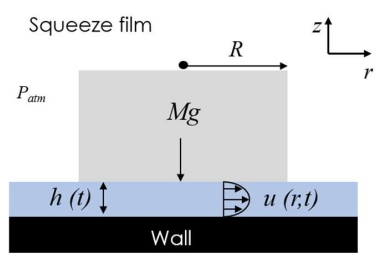 Squeeze film
z
R
r
P_atm
Mg
h (t)
u (r,t)
Wall